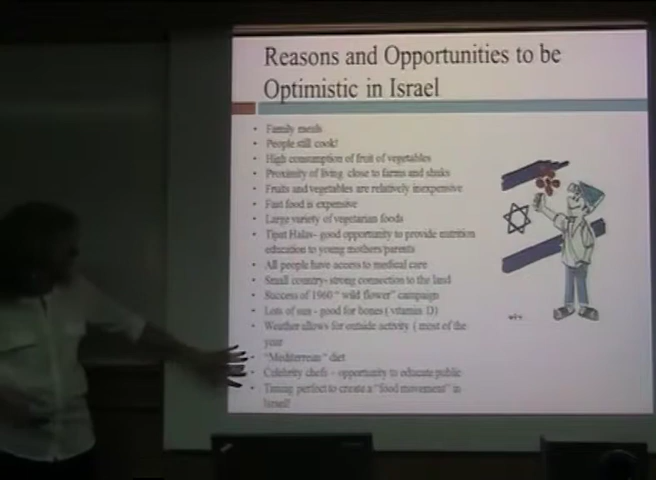 Reasons and Opportunities to be
Optimistic in Israel
• Family meals
• People still cook!
• High consumption of fruit of vegetables
• Proximity of living close to farms and shuks
• Fruits and vegetables are relatively inexpensive
• Fast food is expensive
• Large variety of vegetarian foods
• Tipat Halav- good opportunity to provide nutrition
education to young mothers/parents
• All people have access to medical care
• Small country- strong connection to the land
• Success of 1960 " wild flower" campaign
• Lots of sun - good for bones ( vitamin D)
• Weather allows for outside activity ( most of the
year
• "Mediterrean" diet
• Celebrity chefs - opportunity to educate public
• Timing perfect to create a "food movement" in
Israel!